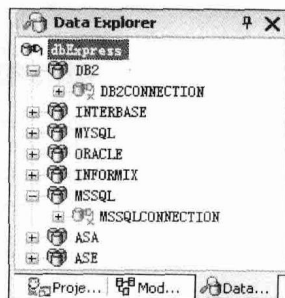 Data Explorer
dbExpress
DB2
DB2CONNECTION
INTERBASE
MYSQL
ORACLE
INFORMIX
MSSQL
MSSQLCONNECTION
ASA
ASE
Proje... Mod... Data...